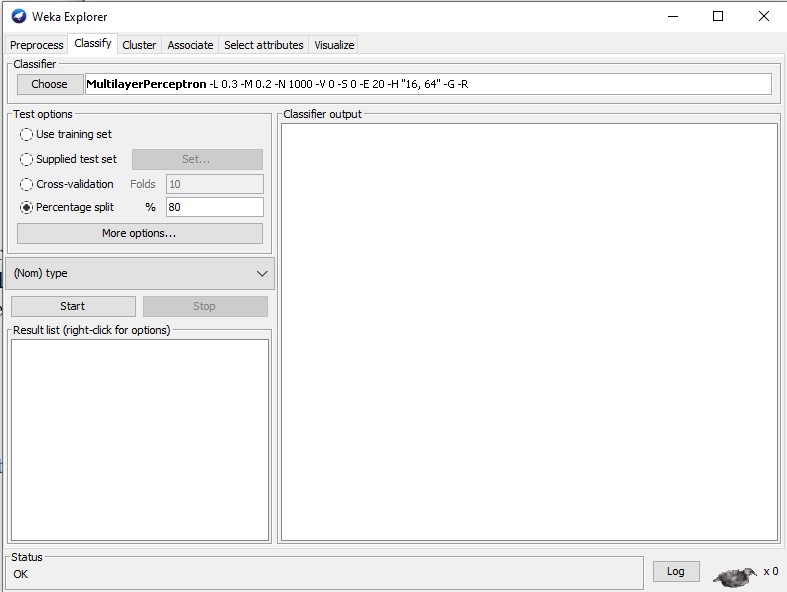 Weka Explorer
Preprocess Classify Cluster Associate Select attributes Visualize
Classifier
Choose MultilayerPerceptron -L 0.3 -M 0.2 -N 1000 -V 0 -S 0 -E 20 -H "16, 64" -G -R
Test options
Use training set
Supplied test set Set...
Cross-validation Folds 10
Percentage split % 80
More options...
(Nom) type
Start Stop
Result list (right-click for options)
Classifier output
Status
OK
Log x 0